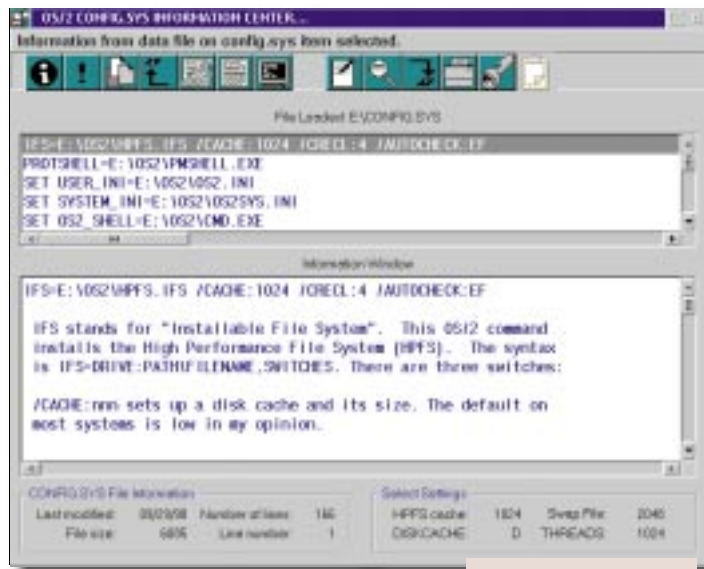 OS/2 CONFIG.SYS INFORMATION CENTER...
Information from data file on config.sys item selected.
File Loaded: E:\CONFIG.SYS
IFS=E:\OS2\HPFS.IFS /CACHE:1024 /CRECL:4 /AUTOCHECK:EF
PROTSHELL=E:\OS2\PMSHELL.EXE
SET USER_INI=E:\OS2\OS2.INI
SET SYSTEM_INI=E:\OS2\OS2SYS.INI
SET OS2_SHELL=E:\OS2\CMD.EXE
Information Window
IFS=E:\OS2\HPFS.IFS /CACHE:1024 /CRECL:4 /AUTOCHECK:EF
IFS stands for "Installable File System". This OS/2 command
installs the High Performance File System (HPFS). The syntax
is IFS=DRIVE:PATH\FILENAME,SWITCHES. There are three switches:
/CACHE:nnn sets up a disk cache and its size. The default on
most systems is low in my opinion.
CONFIG.SYS File Information
Select Settings
Last modified: Number of lines:
HPFS cache: 1024 Swap File: 2048
File size: Line number: 1
DISKCACHE: D THREADS: 1024